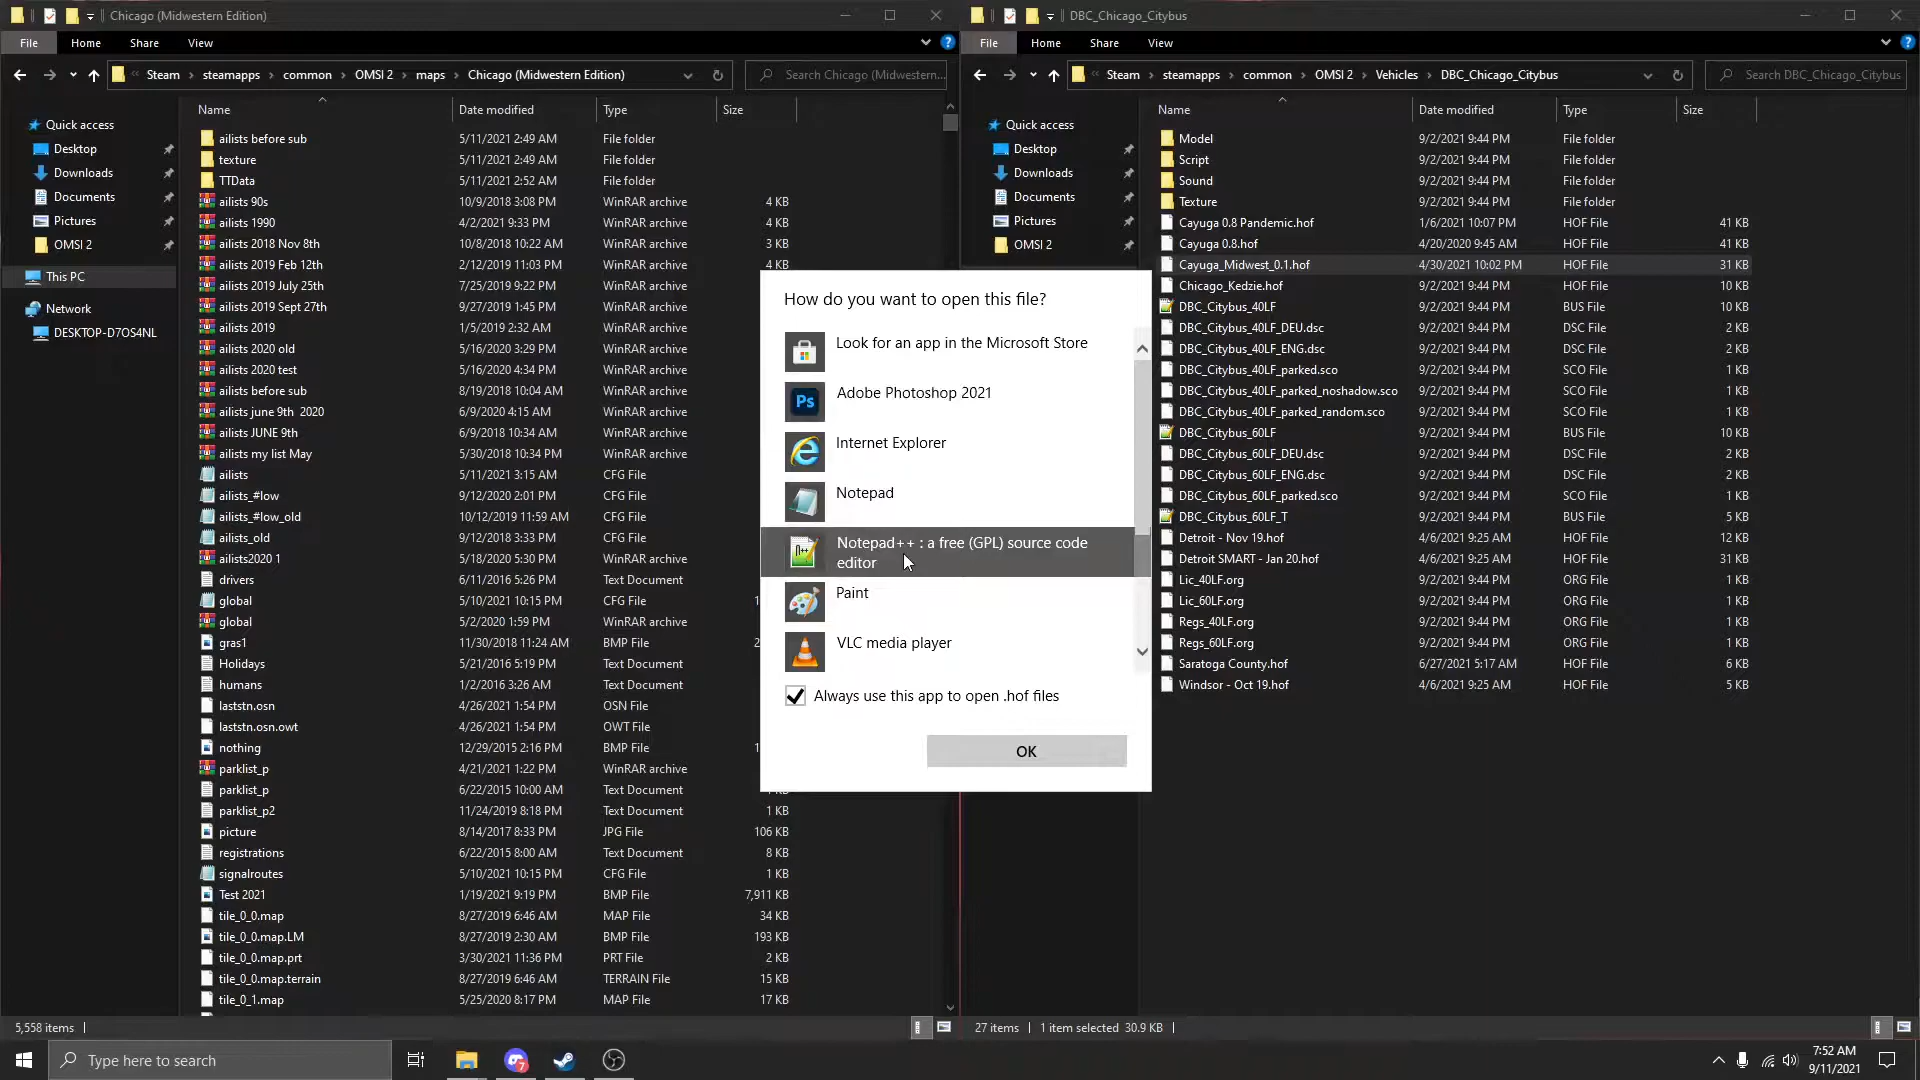 Chicago (Midwestern Edition)
File
Home
Share
View
Steam
steamapps
common
OMSI 2
maps
Chicago (Midwestern Edition)
Search Chicago (Midwestern...
Name
Date modified
Type
Size
Quick access
Desktop
Downloads
Documents
Pictures
OMSI 2
This PC
Network
DESKTOP-D7OS4NL
ailists before sub 5/11/2021 2:49 AM File folder
texture 5/11/2021 2:49 AM File folder
TTData 5/11/2021 2:52 AM File folder
ailists 90s 10/9/2018 3:08 PM WinRAR archive 4 KB
ailists 1990 4/2/2021 9:33 PM WinRAR archive 4 KB
ailists 2018 Nov 8th 10/8/2018 10:22 AM WinRAR archive 3 KB
ailists 2019 Feb 12th 2/12/2019 11:03 PM WinRAR archive 4 KB
ailists 2019 July 25th 7/25/2019 9:22 PM WinRAR archive
ailists 2019 Sept 27th 9/27/2019 1:45 PM WinRAR archive
ailists 2019 1/5/2019 2:32 AM WinRAR archive
ailists 2020 old 5/16/2020 3:29 PM WinRAR archive
ailists 2020 test 5/16/2020 4:34 PM WinRAR archive
ailists before sub 8/19/2018 10:04 AM WinRAR archive
ailists june 9th 2020 6/9/2020 4:15 AM WinRAR archive
ailists JUNE 9th 6/9/2018 10:34 AM WinRAR archive
ailists my list May 5/30/2018 10:34 PM WinRAR archive
ailists 5/11/2021 3:15 AM CFG File
ailists_#low 9/12/2020 2:01 PM CFG File
ailists_#low_old 10/12/2019 11:59 AM CFG File
ailists_old 9/12/2018 3:33 PM CFG File
ailists2020 1 5/18/2020 5:30 PM WinRAR archive
drivers 6/11/2016 5:26 PM Text Document
global 5/10/2021 10:15 PM CFG File 1
global 5/2/2020 1:59 PM WinRAR archive
gras1 11/30/2018 11:24 AM BMP File 2
Holidays 5/21/2016 5:19 PM Text Document
humans 1/2/2016 3:26 AM Text Document
laststn.osn 4/26/2021 1:54 PM OSN File
laststn.osn.owt 4/26/2021 1:54 PM OWT File
nothing 12/29/2015 2:16 PM BMP File 1
parklist_p 4/21/2021 1:22 PM WinRAR archive
parklist_p 6/22/2015 10:00 AM Text Document
parklist_p2 11/24/2019 8:18 PM Text Document 1 KB
picture 8/14/2017 8:33 PM JPG File 106 KB
registrations 6/22/2015 8:00 AM Text Document 8 KB
signalroutes 5/10/2021 10:15 PM CFG File 1 KB
Test 2021 1/19/2021 9:19 PM BMP File 7,911 KB
tile_0_0.map 8/27/2019 6:46 AM MAP File 34 KB
tile_0_0.map.LM 8/27/2019 2:30 AM BMP File 193 KB
tile_0_0.map.prt 3/30/2021 11:36 PM PRT File 2 KB
tile_0_0.map.terrain 8/27/2019 6:46 AM TERRAIN File 15 KB
tile_0_1.map 5/25/2020 8:17 PM MAP File 17 KB
5,558 items
How do you want to open this file?
Look for an app in the Microsoft Store
Adobe Photoshop 2021
Internet Explorer
Notepad
Notepad++ : a free (GPL) source code
editor
Paint
VLC media player
Always use this app to open .hof files
OK
DBC_Chicago_Citybus
File
Home
Share
View
Steam
steamapps
common
OMSI 2
Vehicles
DBC_Chicago_Citybus
Search DBC_Chicago_Citybus
Name
Date modified
Type
Size
Quick access
Desktop
Downloads
Documents
Pictures
OMSI 2
Model 9/2/2021 9:44 PM File folder
Script 9/2/2021 9:44 PM File folder
Sound 9/2/2021 9:44 PM File folder
Texture 9/2/2021 9:44 PM File folder
Cayuga 0.8 Pandemic.hof 1/6/2021 10:07 PM HOF File 41 KB
Cayuga 0.8.hof 4/20/2020 9:45 AM HOF File 41 KB
Cayuga_Midwest_0.1.hof 4/30/2021 10:02 PM HOF File 31 KB
Chicago_Kedzie.hof 9/2/2021 9:44 PM HOF File 10 KB
DBC_Citybus_40LF 9/2/2021 9:44 PM BUS File 10 KB
DBC_Citybus_40LF_DEU.dsc 9/2/2021 9:44 PM DSC File 2 KB
DBC_Citybus_40LF_ENG.dsc 9/2/2021 9:44 PM DSC File 2 KB
DBC_Citybus_40LF_parked.sco 9/2/2021 9:44 PM SCO File 1 KB
DBC_Citybus_40LF_parked_noshadow.sco 9/2/2021 9:44 PM SCO File 1 KB
DBC_Citybus_40LF_parked_random.sco 9/2/2021 9:44 PM SCO File 1 KB
DBC_Citybus_60LF 9/2/2021 9:44 PM BUS File 10 KB
DBC_Citybus_60LF_DEU.dsc 9/2/2021 9:44 PM DSC File 2 KB
DBC_Citybus_60LF_ENG.dsc 9/2/2021 9:44 PM DSC File 2 KB
DBC_Citybus_60LF_parked.sco 9/2/2021 9:44 PM SCO File 1 KB
DBC_Citybus_60LF_T 9/2/2021 9:44 PM BUS File 5 KB
Detroit - Nov 19.hof 4/6/2021 9:25 AM HOF File 12 KB
Detroit SMART - Jan 20.hof 4/6/2021 9:25 AM HOF File 31 KB
Lic_40LF.org 9/2/2021 9:44 PM ORG File 1 KB
Lic_60LF.org 9/2/2021 9:44 PM ORG File 1 KB
Regs_40LF.org 9/2/2021 9:44 PM ORG File 1 KB
Regs_60LF.org 9/2/2021 9:44 PM ORG File 1 KB
Saratoga County.hof 6/27/2021 5:17 AM HOF File 6 KB
Windsor - Oct 19.hof 4/6/2021 9:25 AM HOF File 5 KB
27 items
1 item selected 30.9 KB
Type here to search
7:52 AM
9/11/2021